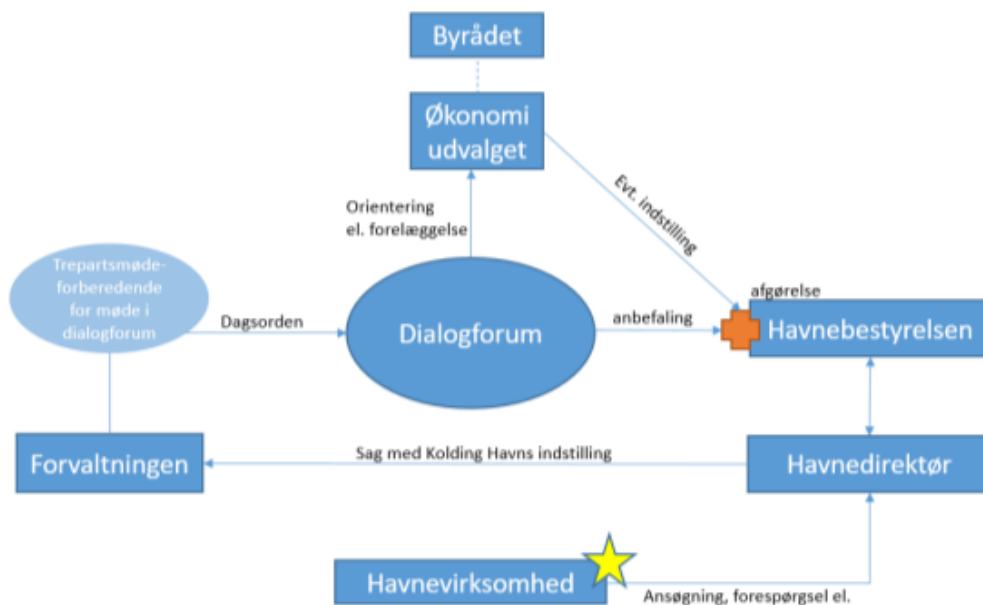 Byrådet
Økonomi
udvalget
Orientering
el. forelæggelse
Evt. indstilling
Trepartsmøde-
forberedende
for møde i
dialogforum
Dagsorden
Dialogforum
anbefaling
afgørelse
Havnebestyrelsen
Forvaltningen
Sag med Kolding Havns indstilling
Havnedirektør
Havnevirksomhed
Ansøgning, forespørgsel el.